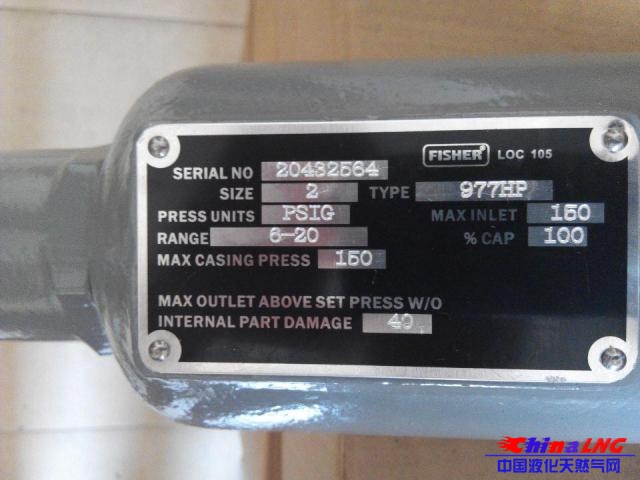 FISHER LOC 105
SERIAL NO 20432564
SIZE 2 TYPE 977HP
PRESS UNITS PSIG MAX INLET 150
RANGE 6-20 % CAP 100
MAX CASING PRESS 150
MAX OUTLET ABOVE SET PRESS W/O
INTERNAL PART DAMAGE 40
ChinaLNG
中国液化天然气网